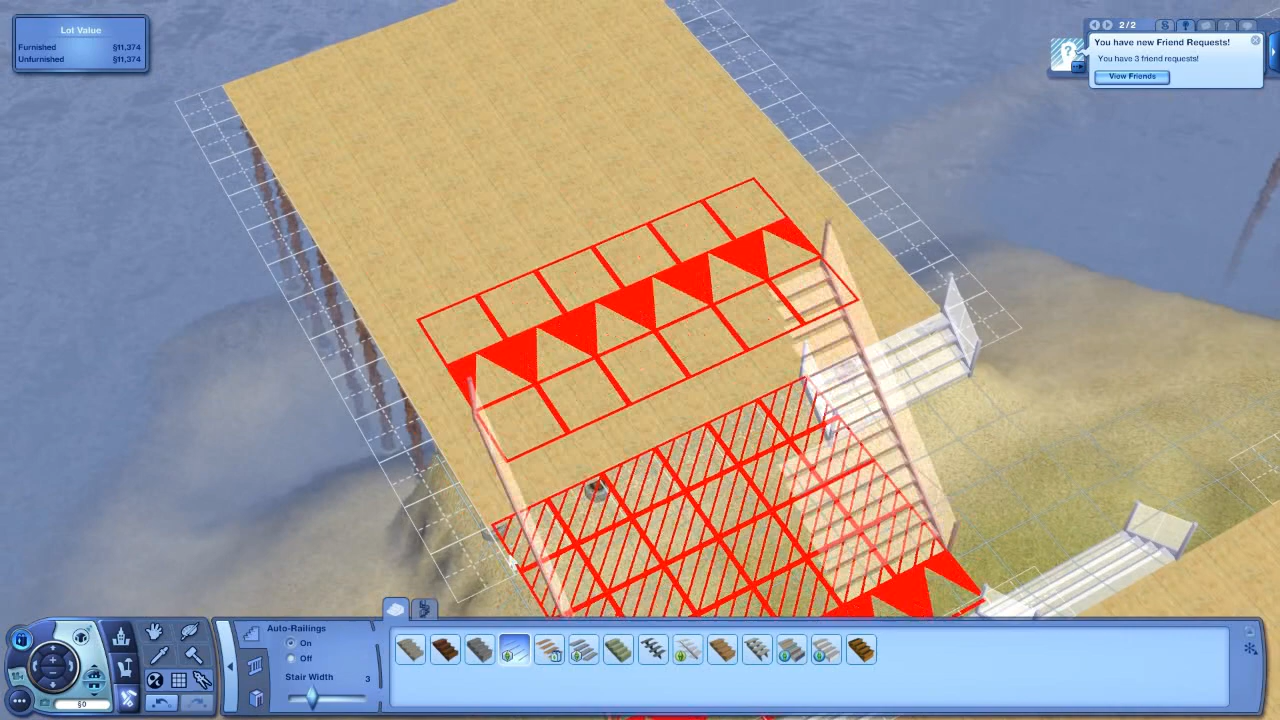 Lot Value
Furnished §11,374
Unfurnished §11,374
2/2
You have new Friend Requests!
You have 3 friend requests!
View Friends
Auto-Railings
On
Off
Stair Width 3
§0